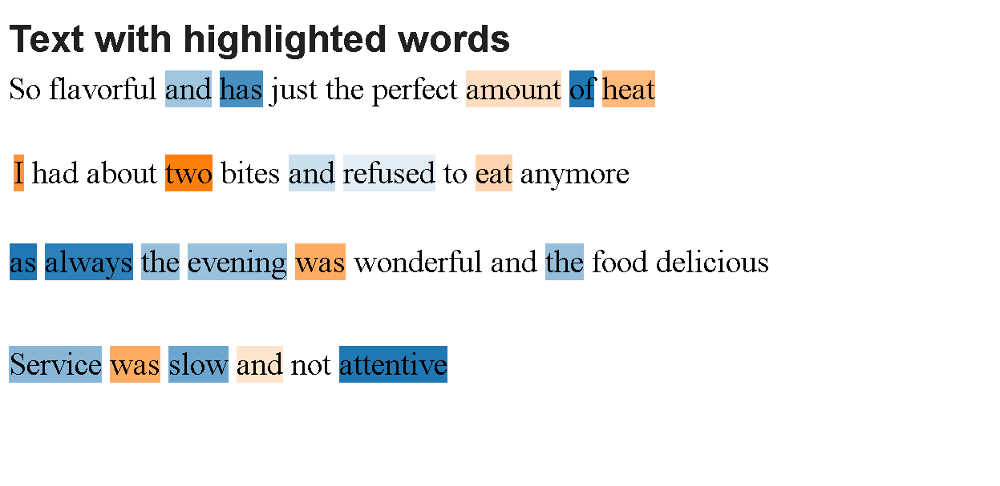 Text with highlighted words
So flavorful and has just the perfect amount of heat
I had about two bites and refused to eat anymore
as always the evening was wonderful and the food delicious
Service was slow and not attentive